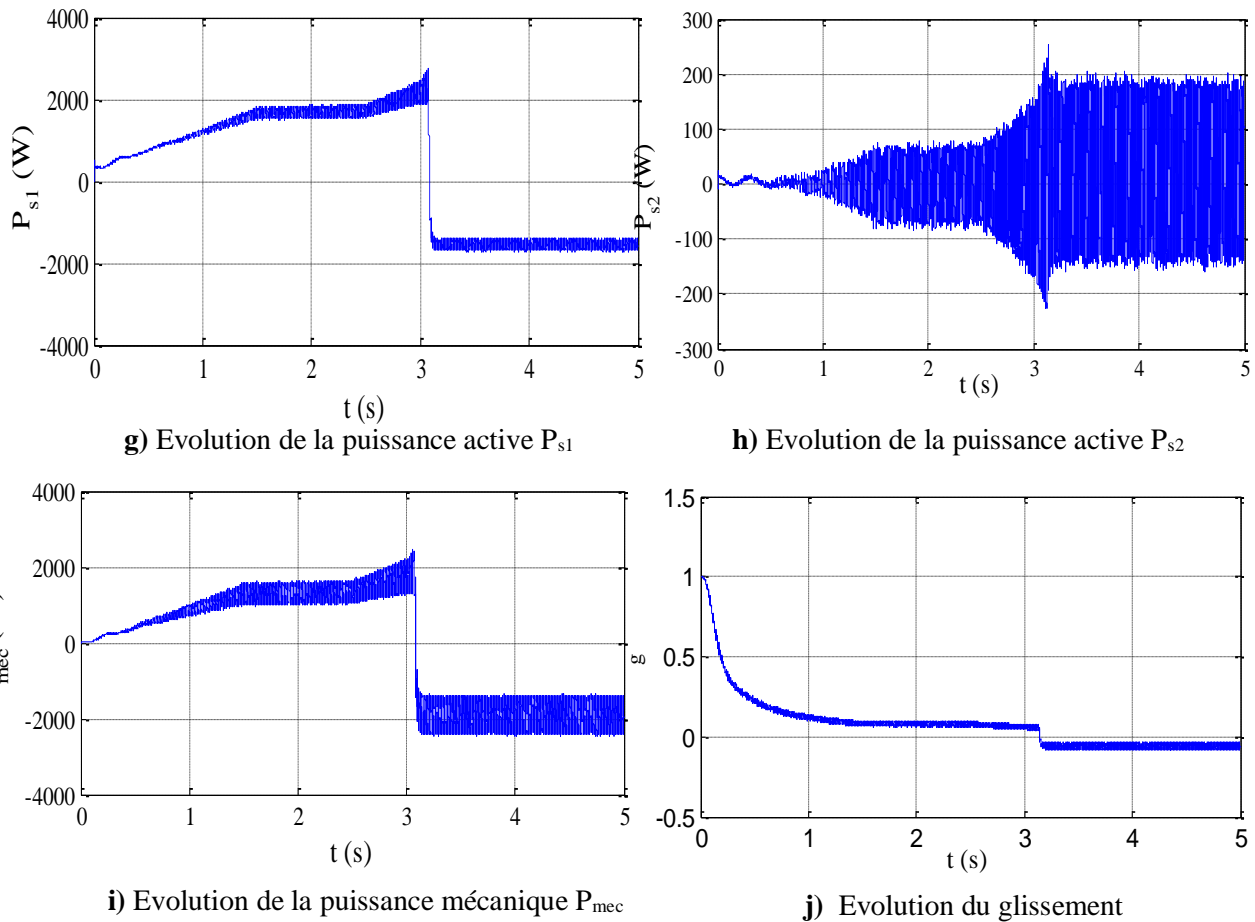 4000
2000
0
-2000
-4000
P_s1 (W)
0 1 2 3 4 5
t (s)
g) Evolution de la puissance active P_s1
300
200
100
0
-100
-200
-300
P_s2 (W)
0 1 2 3 4 5
t (s)
h) Evolution de la puissance active P_s2
4000
2000
0
-2000
-4000
mec
0 1 2 3 4 5
t (s)
i) Evolution de la puissance mécanique P_mec
1.5
1
0.5
0
-0.5
g
0 1 2 3 4 5
t (s)
j) Evolution du glissement